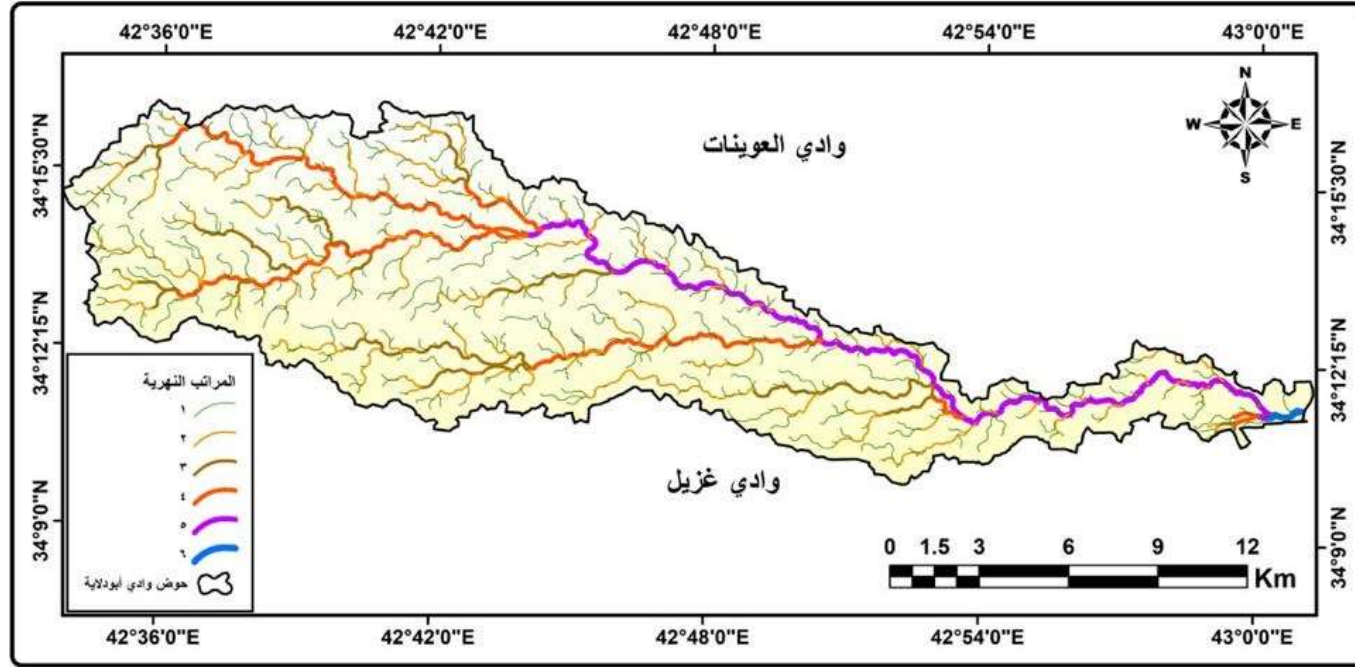 42°36'0"E 42°42'0"E 42°48'0"E 42°54'0"E 43°0'0"E
N
W E
S
وادي العوينات
34°15'30"N 34°15'30"N
34°12'15"N 34°12'15"N
34°9'0"N 34°9'0"N
وادي غزيل
المراتب النهرية
١
٢
٣
٤
٥
٦
حوض وادي أبودلاية
0 1.5 3 6 9 12
Km
42°36'0"E 42°42'0"E 42°48'0"E 42°54'0"E 43°0'0"E